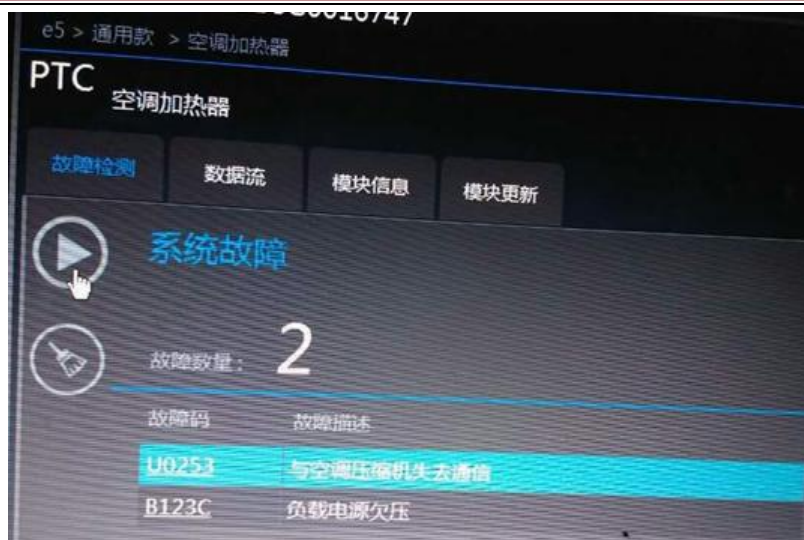 e5 > 通用款 > 空调加热器
PTC 空调加热器
故障检测 数据流 模块信息 模块更新
系统故障
故障数量: 2
故障码 故障描述
U0253 与空调压缩机失去通信
B123C 负载电源欠压